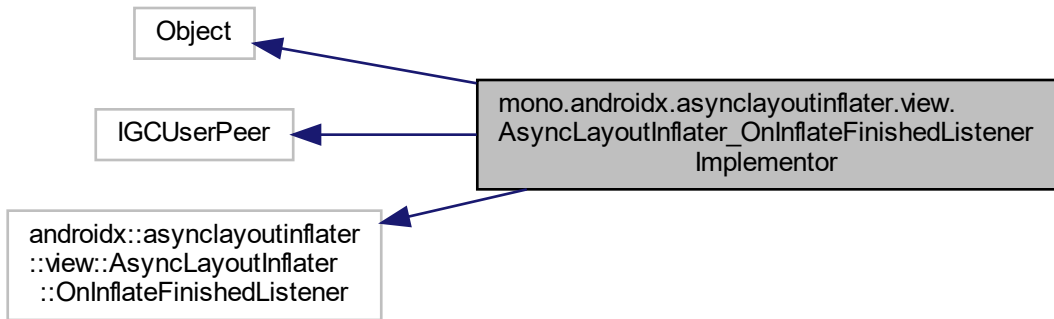 Object
mono.androidx.asynclayoutinflater.view.
AsyncLayoutInflater_OnInflateFinishedListener
Implementor
IGCUserPeer
androidx::asynclayoutinflater
::view::AsyncLayoutInflater
::OnInflateFinishedListener